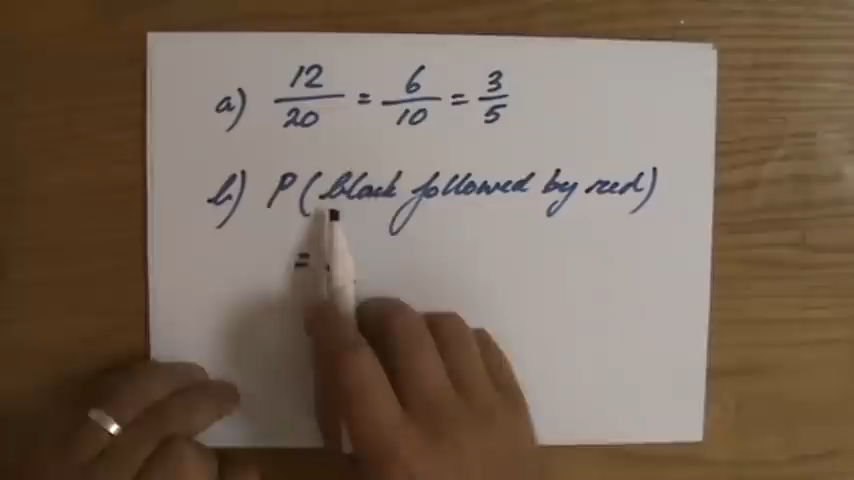 a) 12/20 = 6/10 = 3/5
b) P (black followed by red)
=